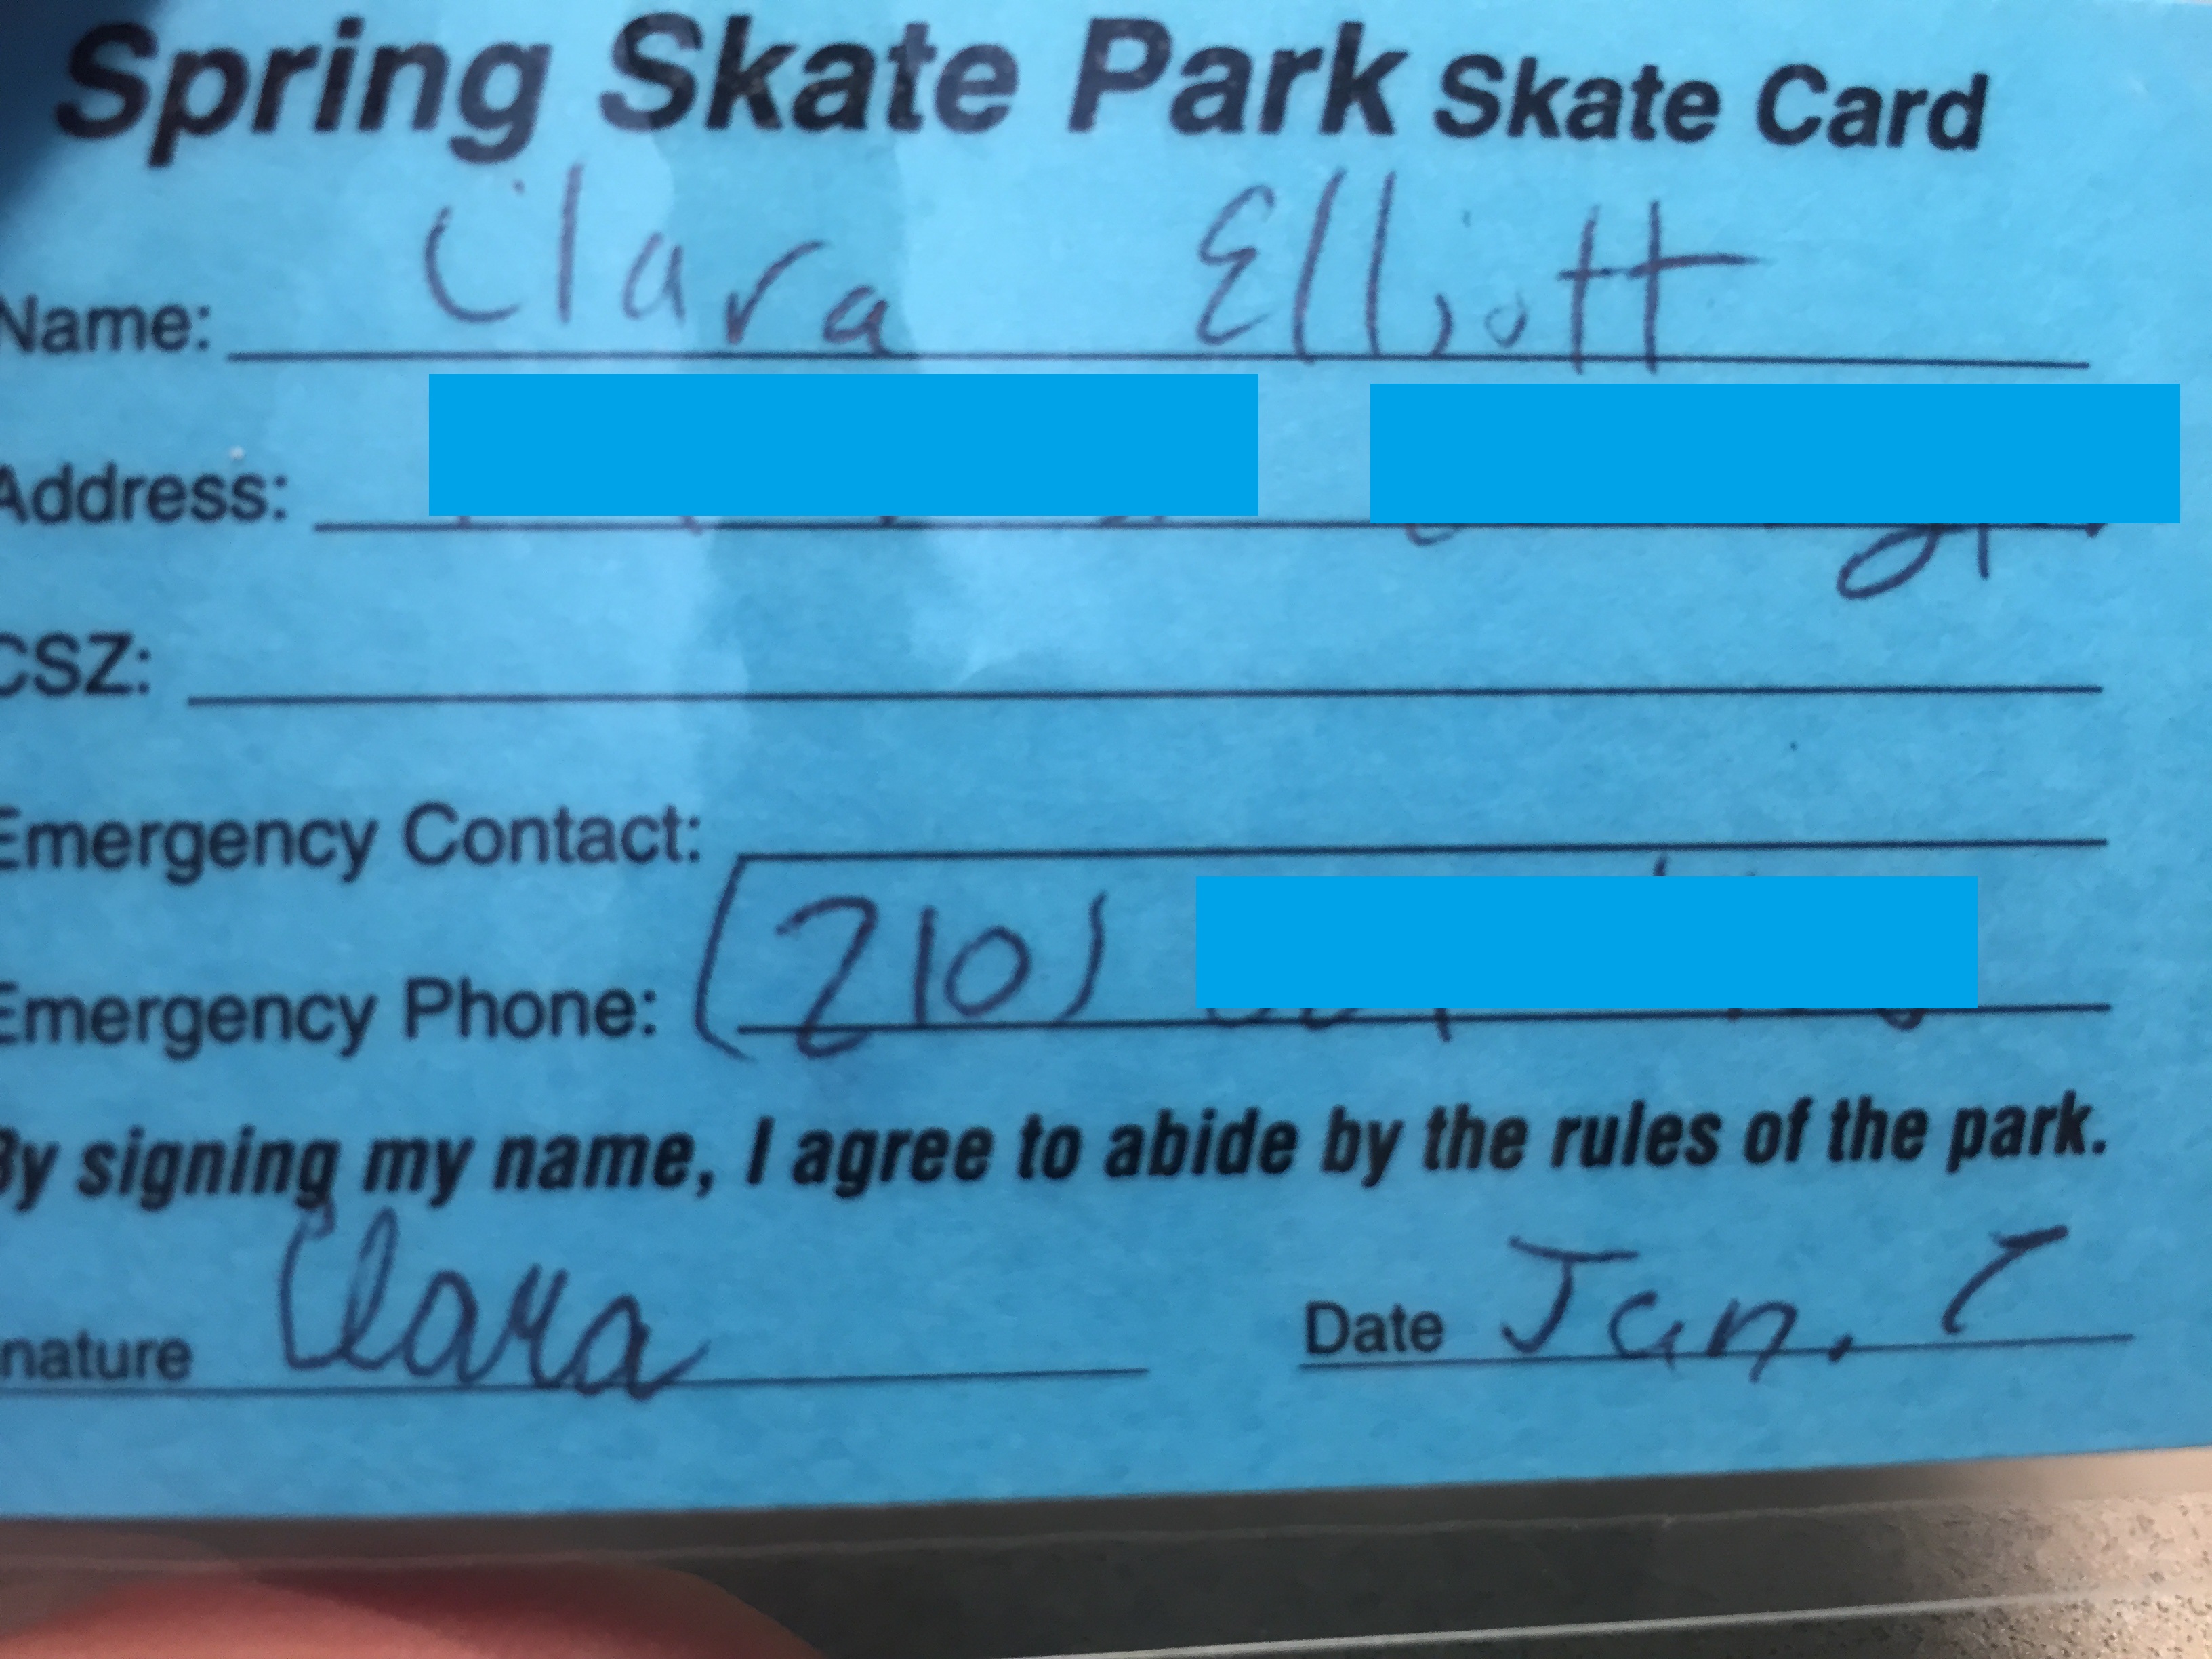 Spring Skate Park Skate Card
Name: Clara Elliott
Address:
CSZ:
Emergency Contact:
Emergency Phone: (210)
By signing my name, I agree to abide by the rules of the park.
nature Clara Date Jan. 7